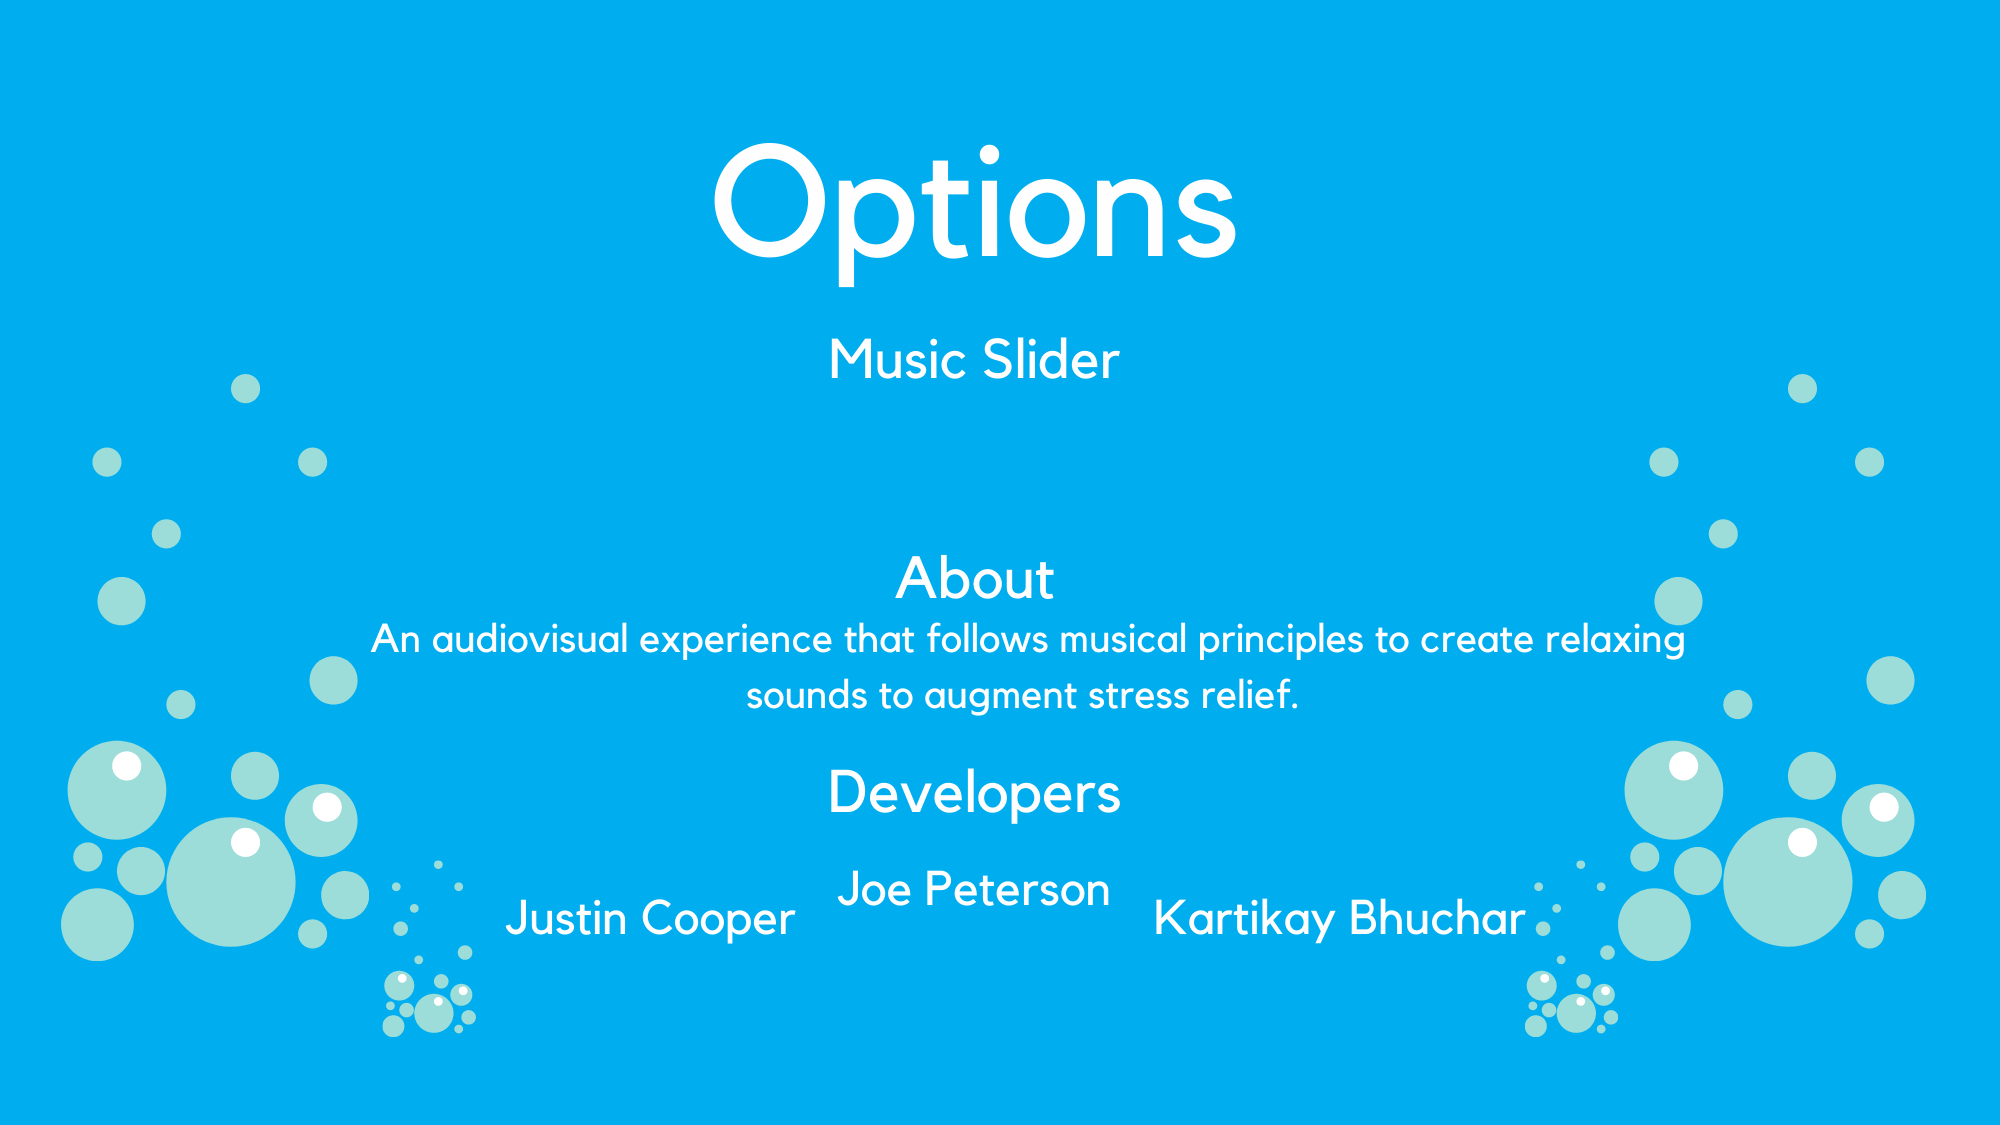 Options
Music Slider
About
An audiovisual experience that follows musical principles to create relaxing
sounds to augment stress relief.
Developers
Justin Cooper
Joe Peterson
Kartikay Bhuchar